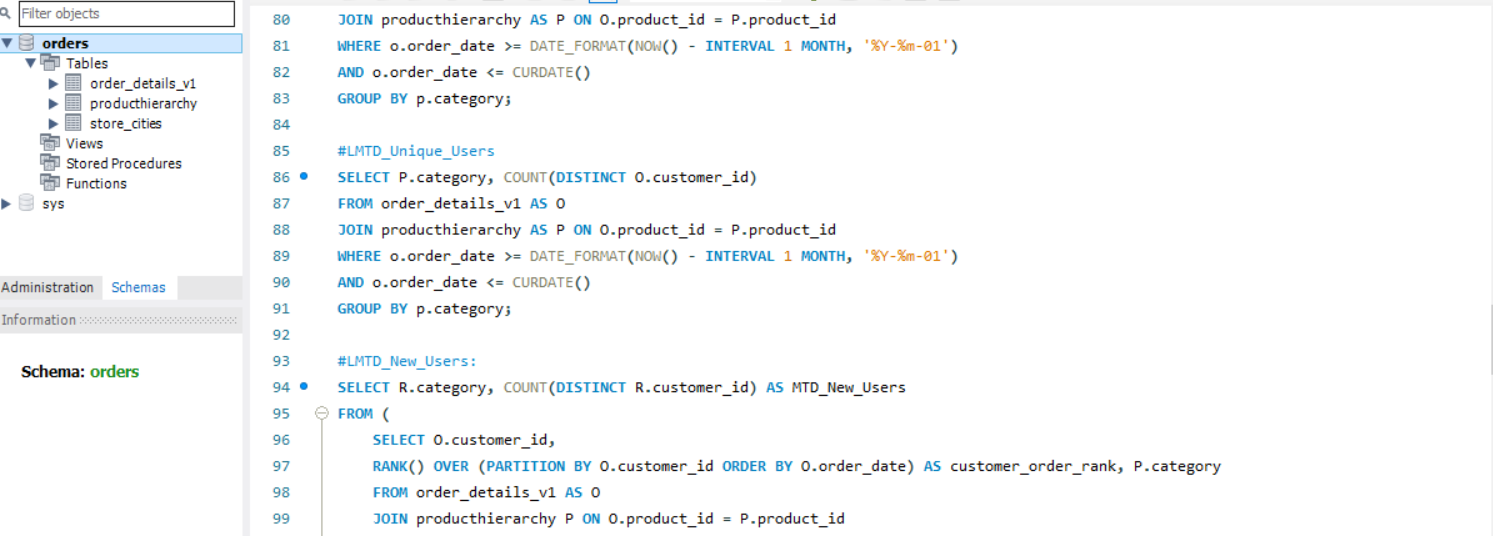 Filter objects
orders
Tables
order_details_v1
producthierarchy
store_cities
Views
Stored Procedures
Functions
sys
Administration Schemas
Information
Schema: orders
80 JOIN producthierarchy AS P ON O.product_id = P.product_id
81 WHERE o.order_date >= DATE_FORMAT(NOW() - INTERVAL 1 MONTH, '%Y-%m-01')
82 AND o.order_date <= CURDATE()
83 GROUP BY p.category;
84
85 #LMTD_Unique_Users
86 SELECT P.category, COUNT(DISTINCT O.customer_id)
87 FROM order_details_v1 AS O
88 JOIN producthierarchy AS P ON O.product_id = P.product_id
89 WHERE o.order_date >= DATE_FORMAT(NOW() - INTERVAL 1 MONTH, '%Y-%m-01')
90 AND o.order_date <= CURDATE()
91 GROUP BY p.category;
92
93 #LMTD_New_Users:
94 SELECT R.category, COUNT(DISTINCT R.customer_id) AS MTD_New_Users
95 FROM (
96 SELECT O.customer_id,
97 RANK() OVER (PARTITION BY O.customer_id ORDER BY O.order_date) AS customer_order_rank, P.category
98 FROM order_details_v1 AS O
99 JOIN producthierarchy P ON O.product_id = P.product_id